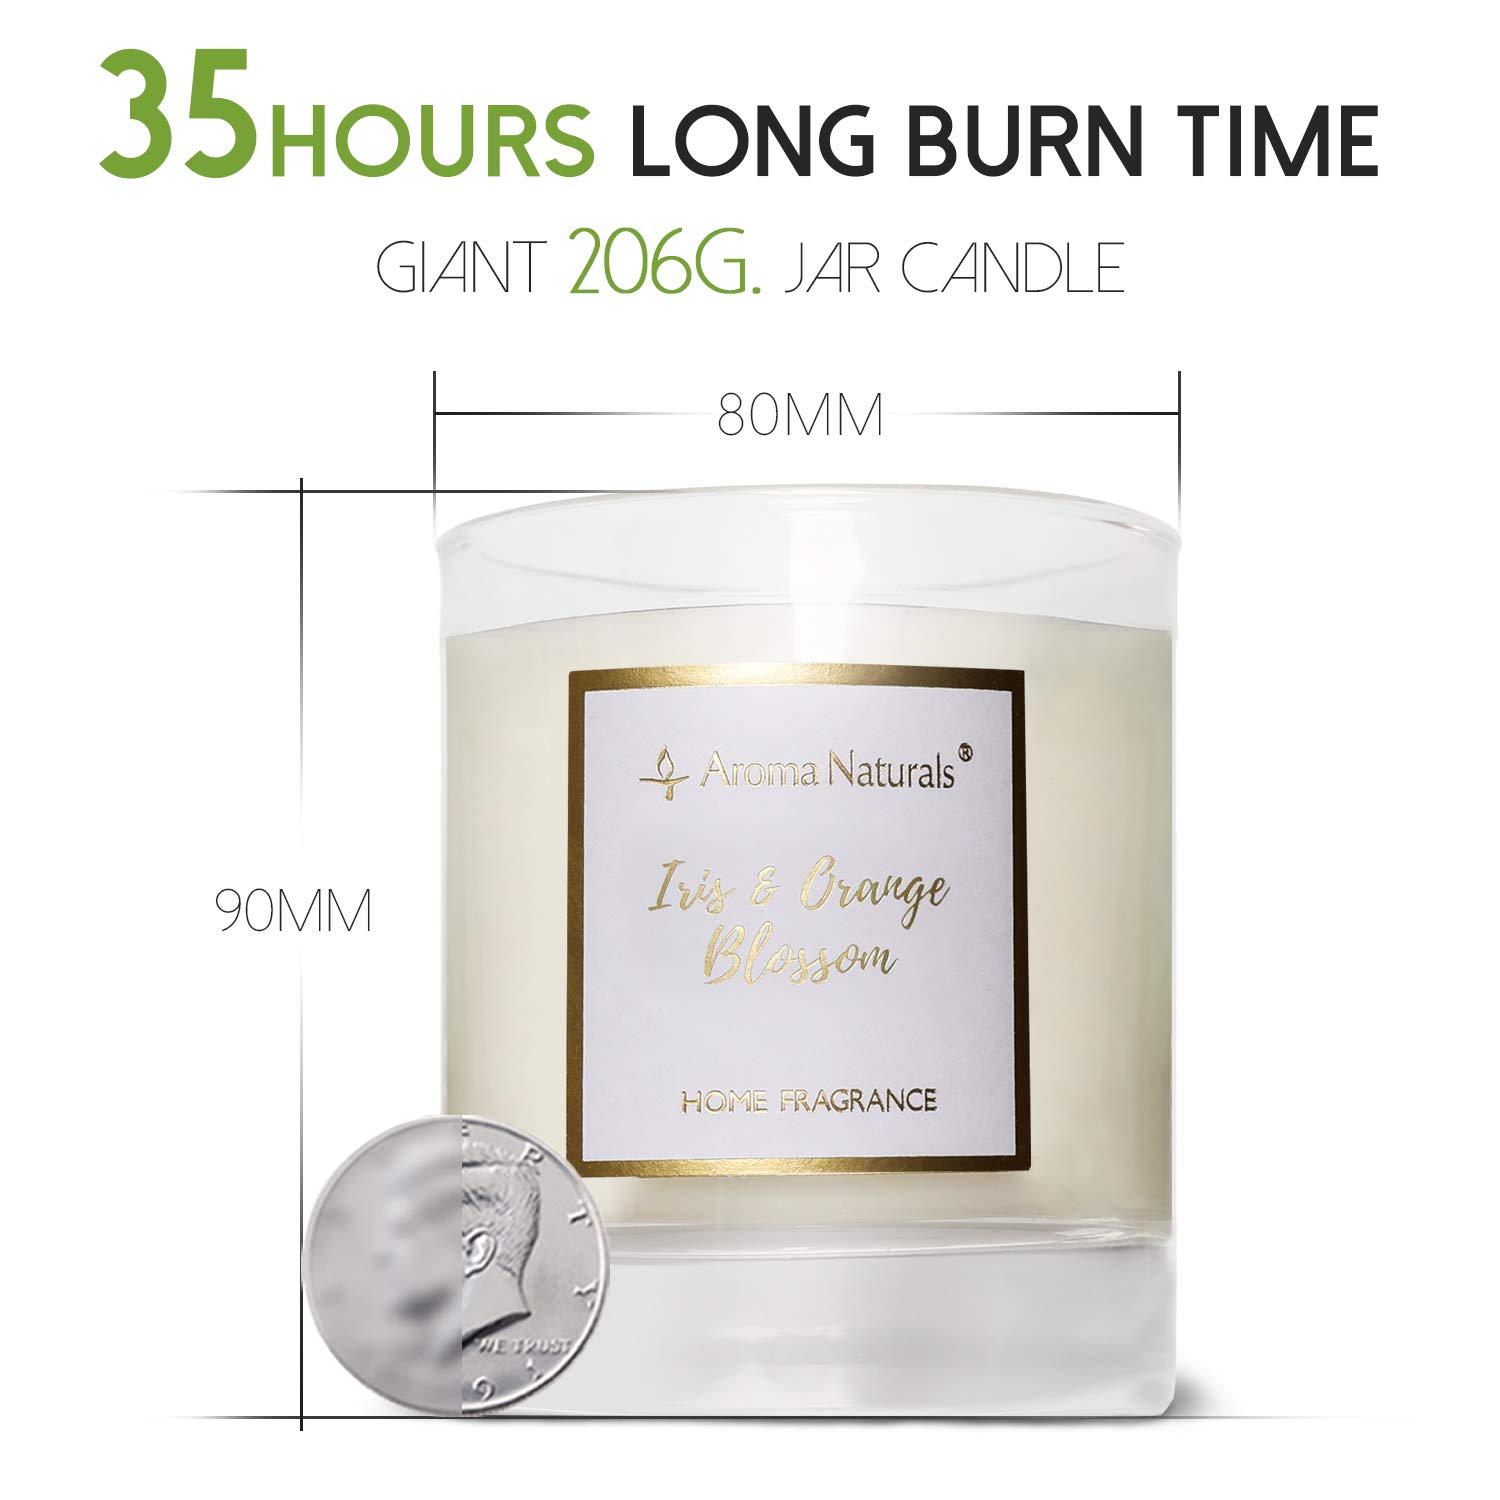 35HOURS LONG BURN TIME
GIANT 206G. JAR CANDLE
80MM
90MM
Aroma Naturals®
Iris & Orange
Blossom
HOME FRAGRANCE
WE TRUST